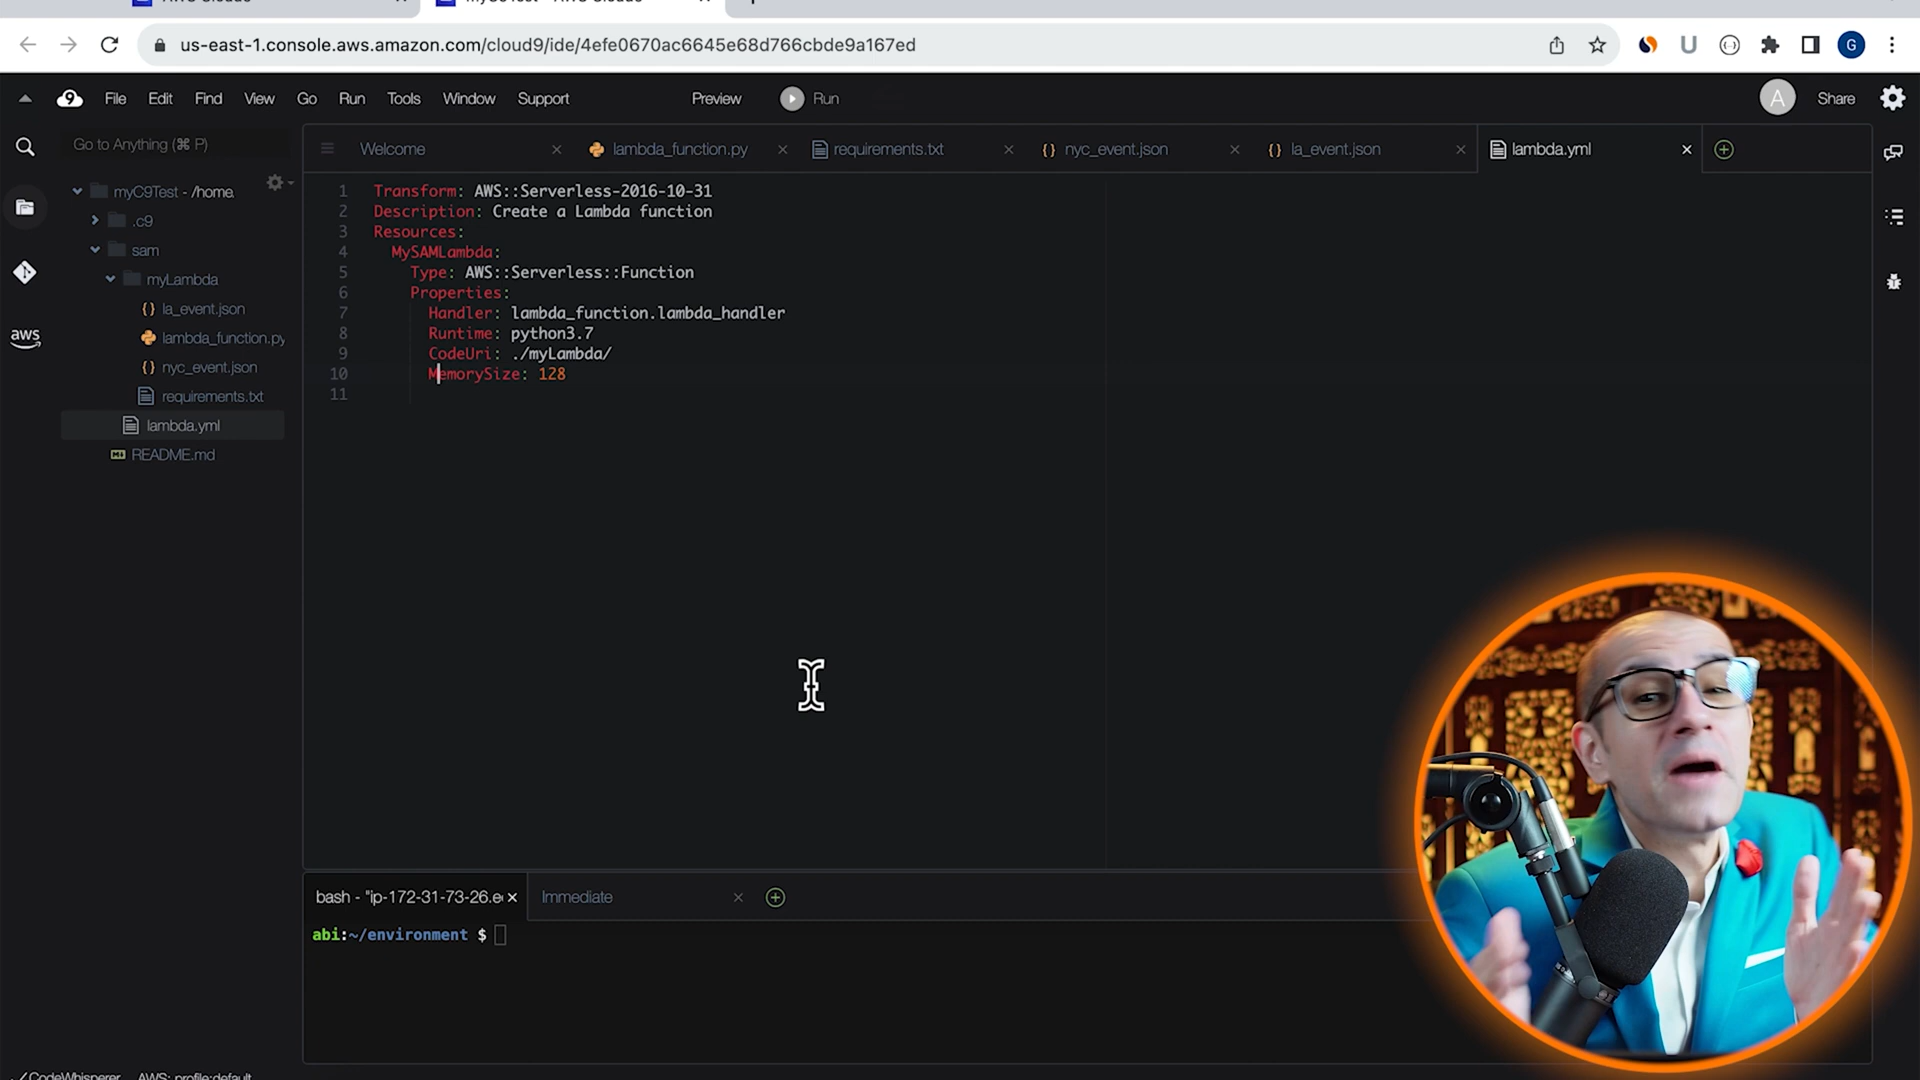 us-east-1.console.aws.amazon.com/cloud9/ide/4efe0670ac6645e68d766cbde9a167ed
G
9 File Edit Find View Go Run Tools Window Support Preview Run
A Share
Go to Anything (⌘ P)
Welcome lambda_function.py requirements.txt nyc_event.json la_event.json lambda.yml
myC9Test - /home.
.c9
sam
myLambda
la_event.json
lambda_function.py
nyc_event.json
requirements.txt
lambda.yml
README.md
aws
1 Transform: AWS::Serverless-2016-10-31
2 Description: Create a Lambda function
3 Resources:
4 MySAMLambda:
5 Type: AWS::Serverless::Function
6 Properties:
7 Handler: lambda_function.lambda_handler
8 Runtime: python3.7
9 CodeUri: ./myLambda/
10 MemorySize: 128
11
bash - "ip-172-31-73-26.e Immediate
abi:~/environment $
CodeWhisperer AWS: profile:default